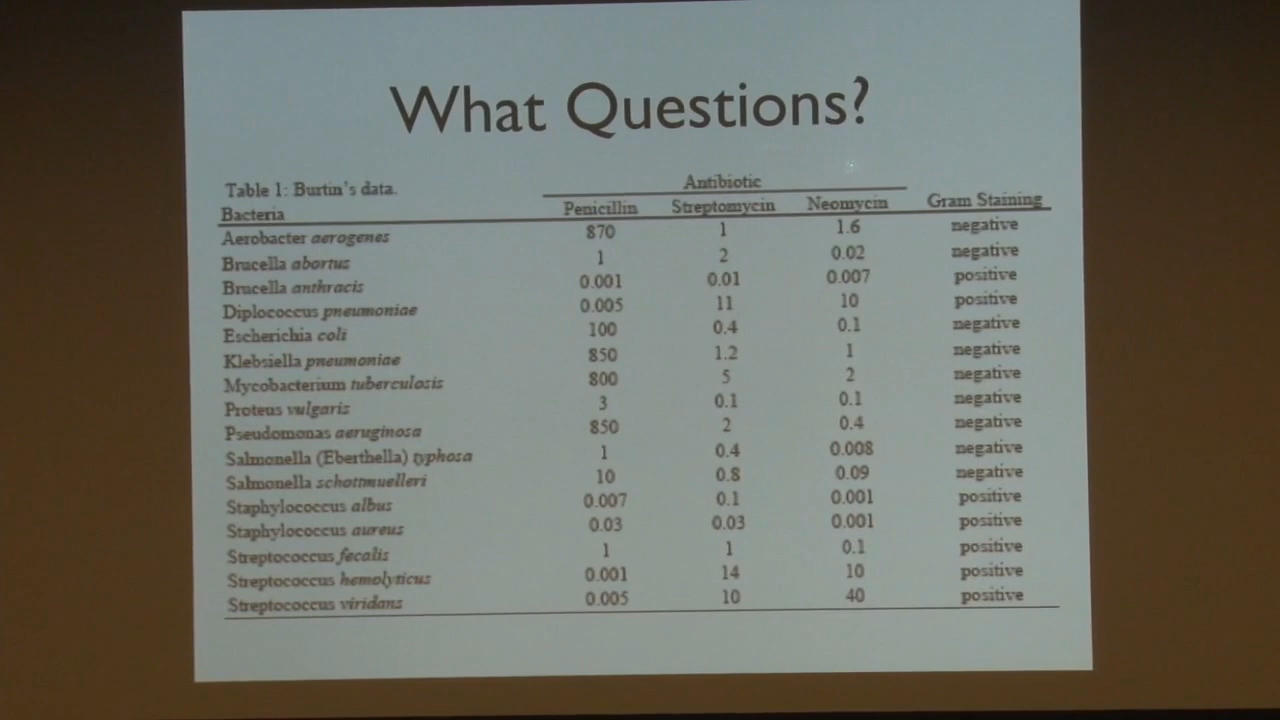 What Questions?
Table 1: Burtin's data.
Antibiotic
Bacteria Penicillin Streptomycin Neomycin Gram Staining
Aerobacter aerogenes 870 1 1.6 negative
Brucella abortus 1 2 0.02 negative
Brucella anthracis 0.001 0.01 0.007 positive
Diplococcus pneumoniae 0.005 11 10 positive
Escherichia coli 100 0.4 0.1 negative
Klebsiella pneumoniae 850 1.2 1 negative
Mycobacterium tuberculosis 800 5 2 negative
Proteus vulgaris 3 0.1 0.1 negative
Pseudomonas aeruginosa 850 2 0.4 negative
Salmonella (Eberthella) typhosa 1 0.4 0.008 negative
Salmonella schottmuelleri 10 0.8 0.09 negative
Staphylococcus albus 0.007 0.1 0.001 positive
Staphylococcus aureus 0.03 0.03 0.001 positive
Streptococcus fecalis 1 1 0.1 positive
Streptococcus hemolyticus 0.001 14 10 positive
Streptococcus viridans 0.005 10 40 positive